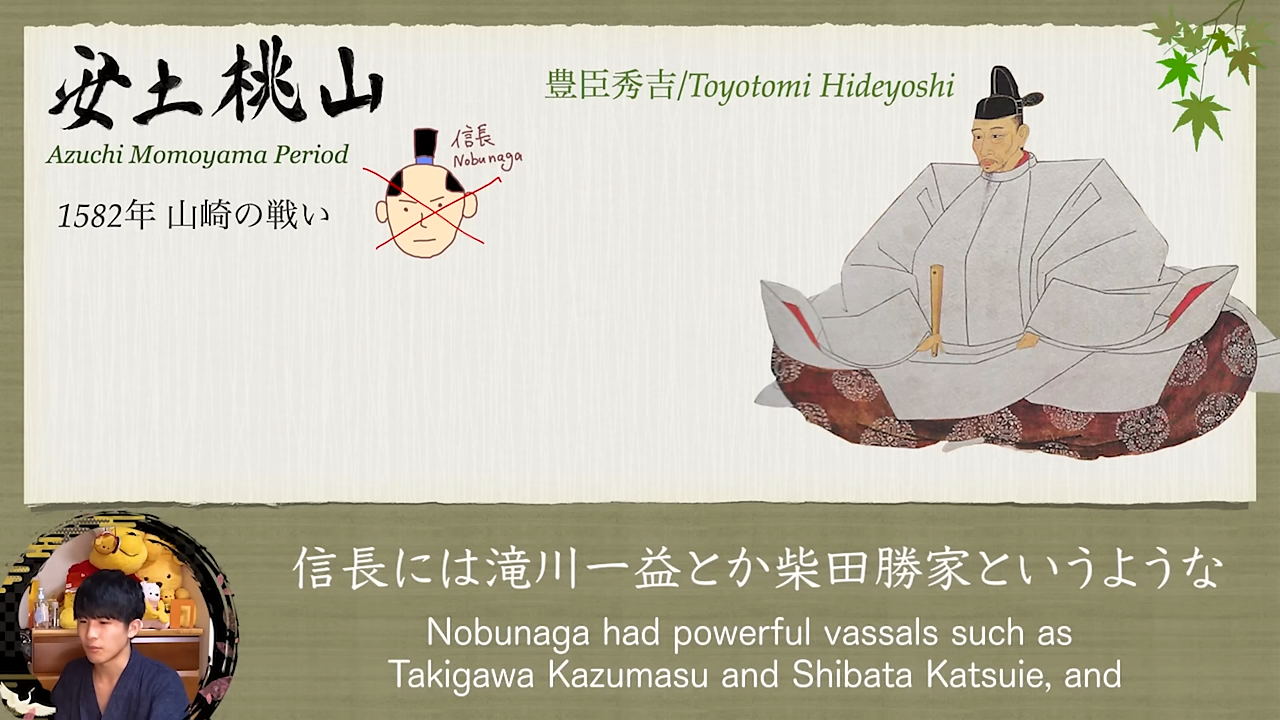 安土桃山
Azuchi Momoyama Period
1582年 山崎の戦い
信長
Nobunaga
豊臣秀吉/Toyotomi Hideyoshi
信長には滝川一益とか柴田勝家というような
Nobunaga had powerful vassals such as
Takigawa Kazumasu and Shibata Katsuie, and